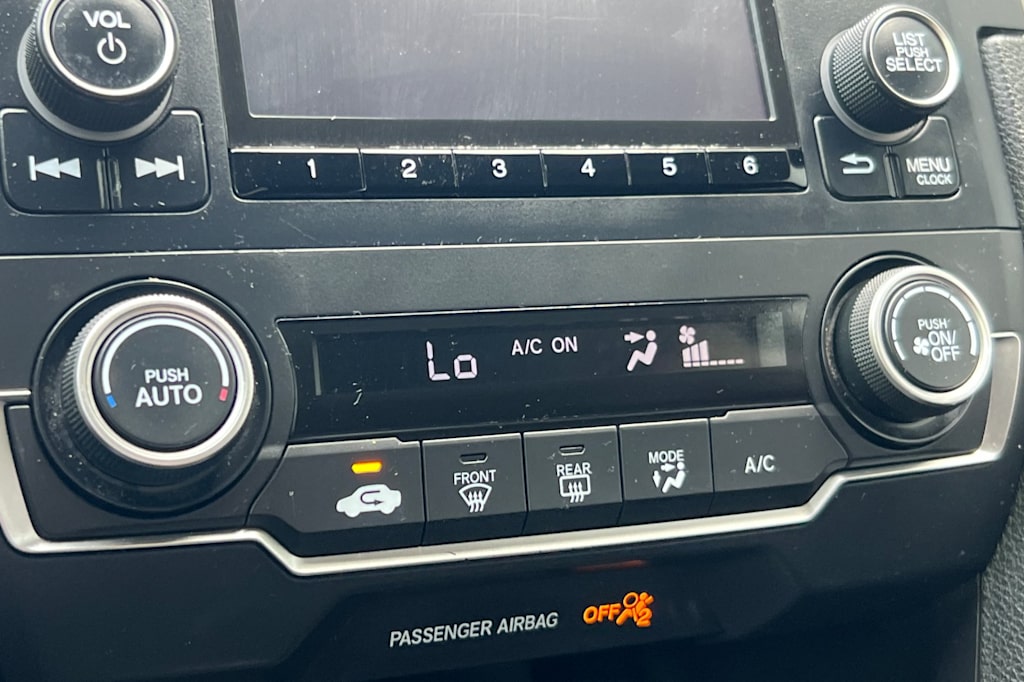 VOL
LIST
PUSH
SELECT
1 2 3 4 5 6
MENU
CLOCK
PUSH
AUTO
Lo
A/C ON
PUSH
ON/
OFF
FRONT
REAR
MODE
A/C
PASSENGER AIRBAG
OFF
2